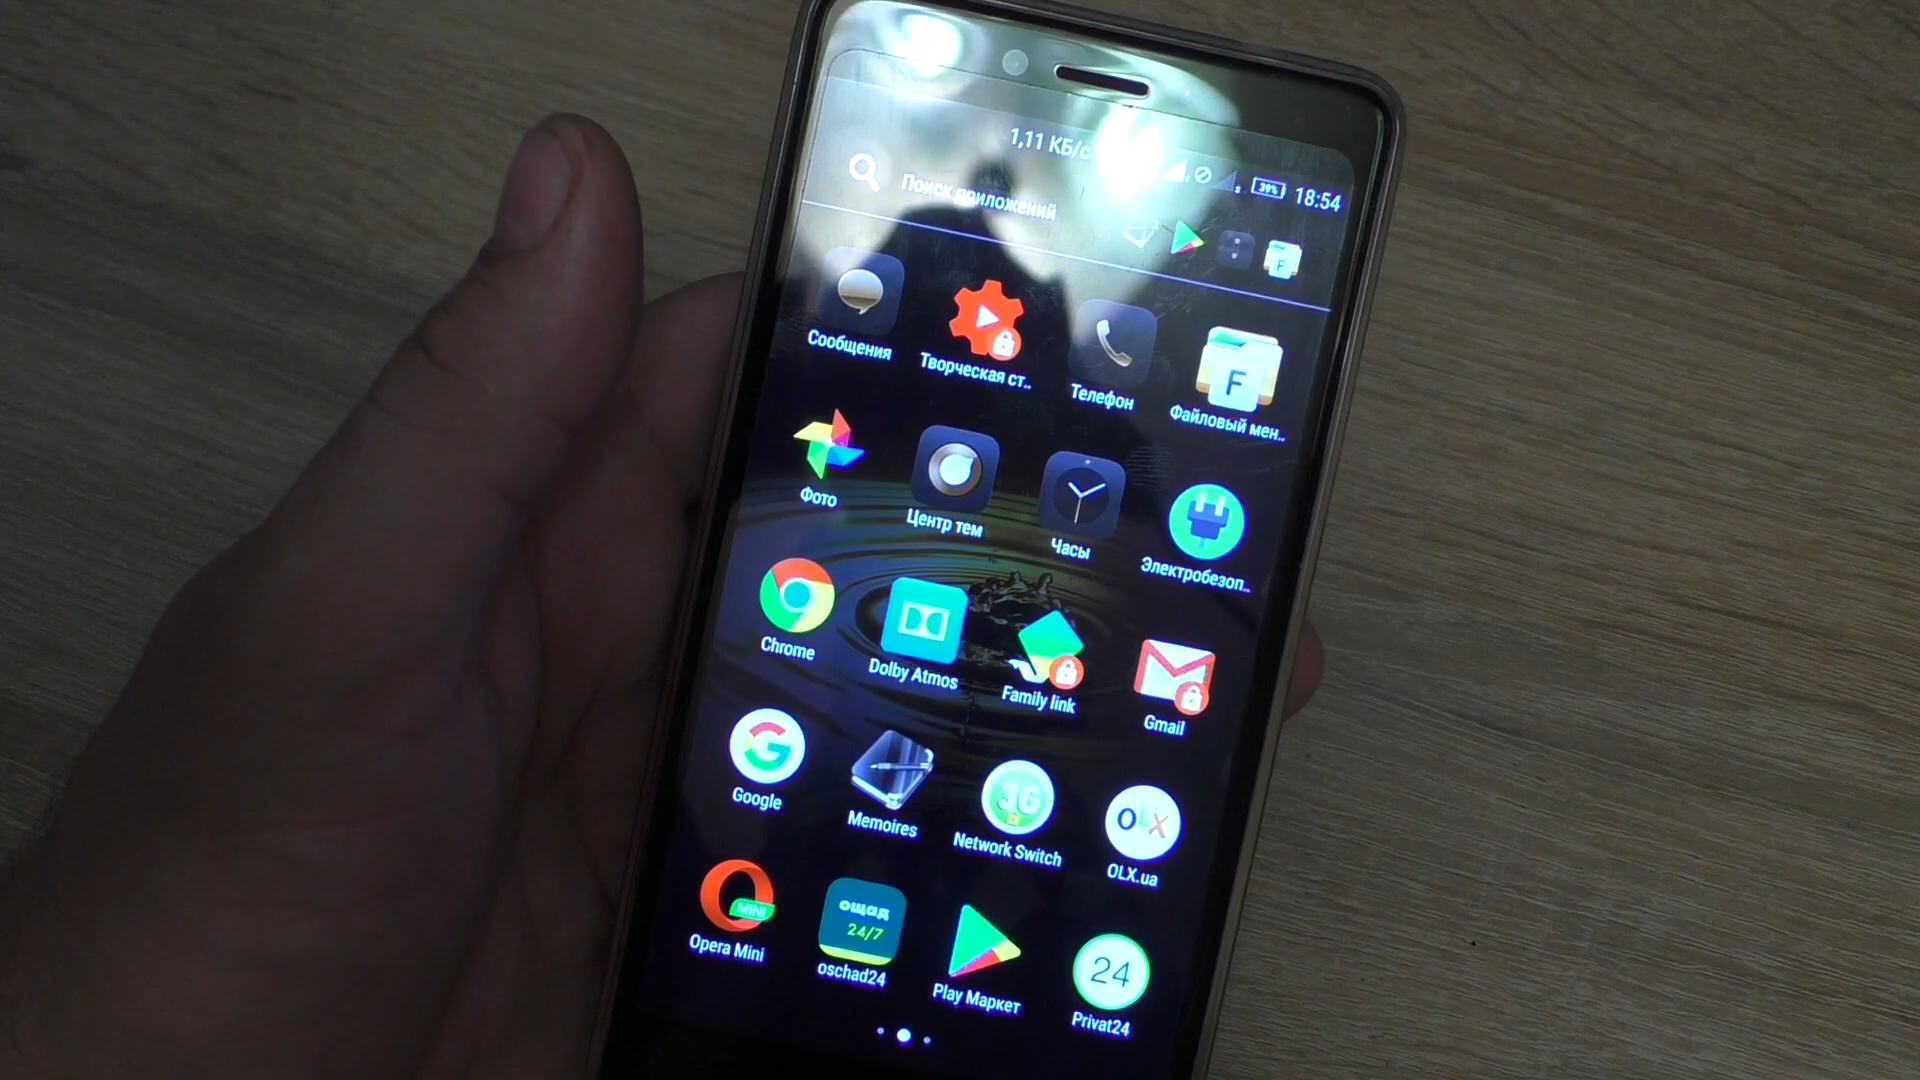 1,11 КБ/с 39% 18:54
Поиск приложений
F
Сообщения Творческая ст.. Телефон Файловый мен..
F
Фото Центр тем Часы Электробезоп..
Chrome Dolby Atmos Family link Gmail
3G
OLX
Google Memoires Network Switch OLX.ua
MINI
ощад
24/7
24
Opera Mini oschad24 Play Маркет Privat24